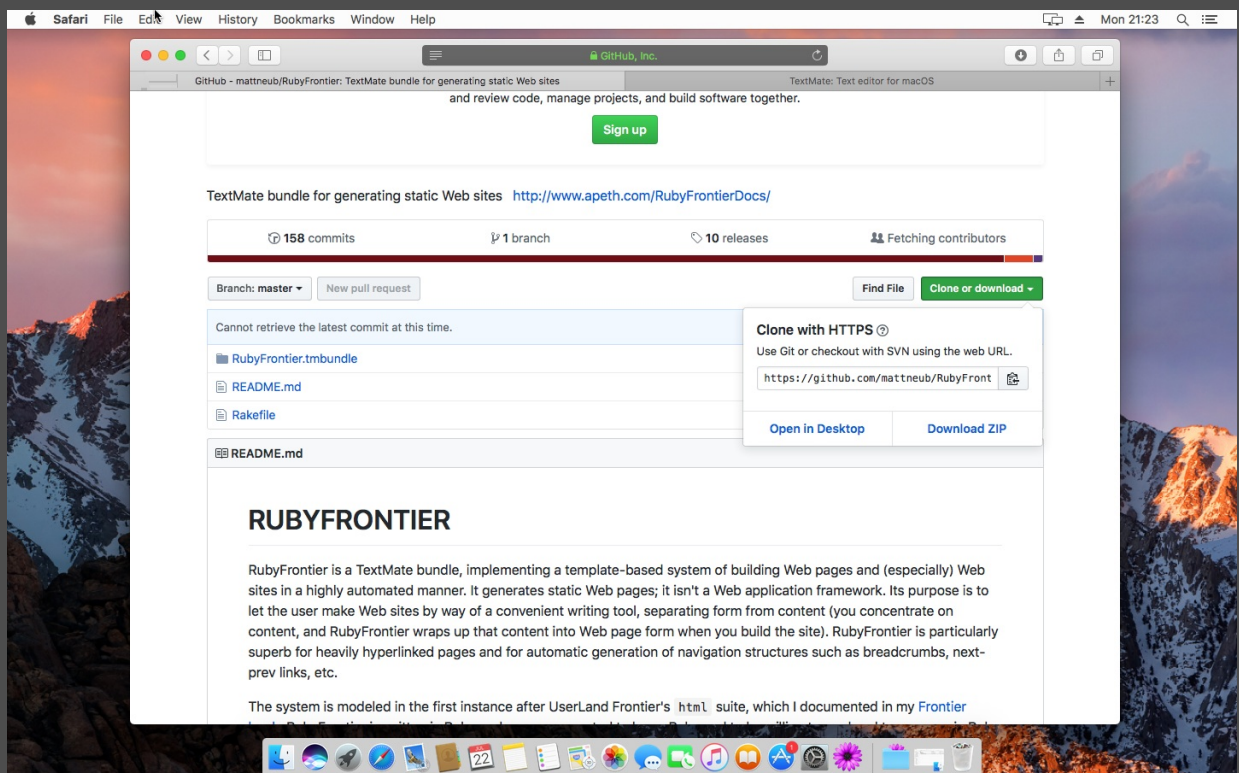 Safari File Edit View History Bookmarks Window Help Mon 21:23
GitHub, Inc.
GitHub - mattneub/RubyFrontier: TextMate bundle for generating static Web sites TextMate: Text editor for macOS
and review code, manage projects, and build software together.
Sign up
TextMate bundle for generating static Web sites http://www.apeth.com/RubyFrontierDocs/
158 commits 1 branch 10 releases Fetching contributors
Branch: master New pull request Find File Clone or download
Cannot retrieve the latest commit at this time.
RubyFrontier.tmbundle
README.md
Rakefile
Clone with HTTPS
Use Git or checkout with SVN using the web URL.
https://github.com/mattneub/RubyFront
Open in Desktop Download ZIP
README.md
RUBYFRONTIER
RubyFrontier is a TextMate bundle, implementing a template-based system of building Web pages and (especially) Web
sites in a highly automated manner. It generates static Web pages; it isn't a Web application framework. Its purpose is to
let the user make Web sites by way of a convenient writing tool, separating form from content (you concentrate on
content, and RubyFrontier wraps up that content into Web page form when you build the site). RubyFrontier is particularly
superb for heavily hyperlinked pages and for automatic generation of navigation structures such as breadcrumbs, next-
prev links, etc.
The system is modeled in the first instance after UserLand Frontier's html suite, which I documented in my Frontier
22
1